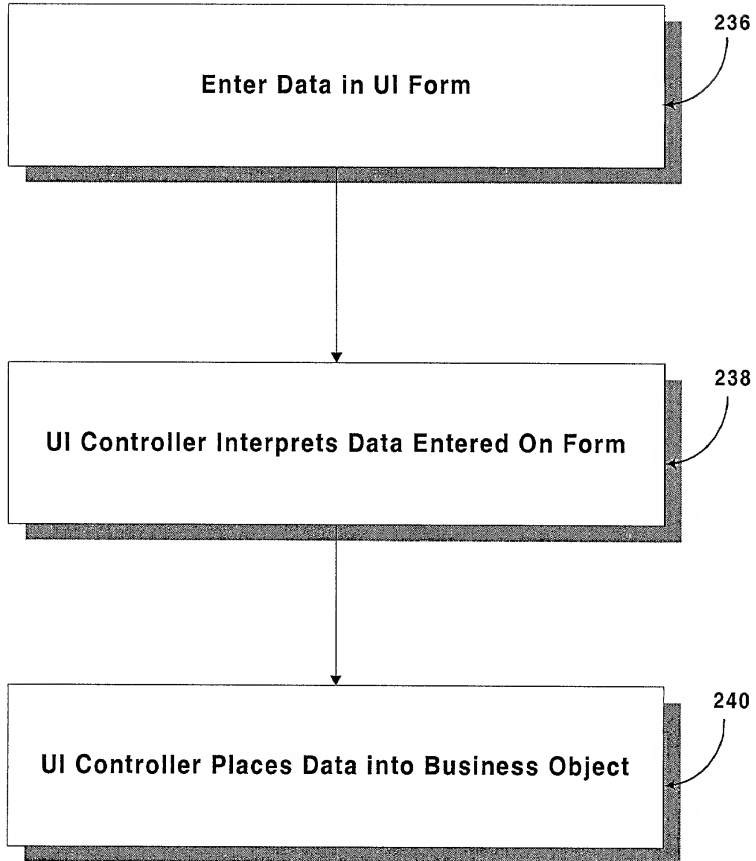 236
Enter Data in UI Form
238
UI Controller Interprets Data Entered On Form
240
UI Controller Places Data into Business Object